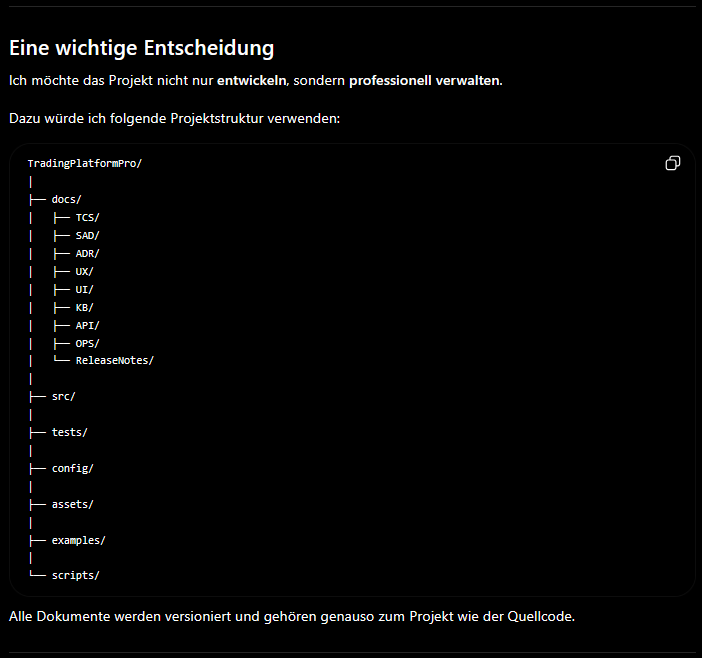 Eine wichtige Entscheidung
Ich möchte das Projekt nicht nur entwickeln, sondern professionell verwalten.
Dazu würde ich folgende Projektstruktur verwenden:
TradingPlatformPro/
│
├── docs/
│   ├── TCS/
│   ├── SAD/
│   ├── ADR/
│   ├── UX/
│   ├── UI/
│   ├── KB/
│   ├── API/
│   ├── OPS/
│   └── ReleaseNotes/
│
├── src/
│
├── tests/
│
├── config/
│
├── assets/
│
├── examples/
│
└── scripts/
Alle Dokumente werden versioniert und gehören genauso zum Projekt wie der Quellcode.